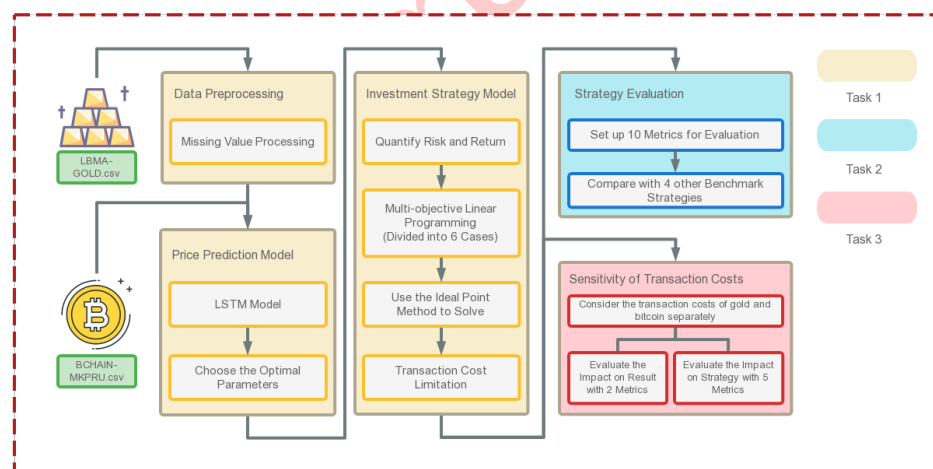 Data Preprocessing
Missing Value Processing
LBMA-
GOLD.csv
Price Prediction Model
LSTM Model
Choose the Optimal
Parameters
BCHAIN-
MKPRU.csv
Investment Strategy Model
Quantify Risk and Return
Multi-objective Linear
Programming
(Divided into 6 Cases)
Use the Ideal Point
Method to Solve
Transaction Cost
Limitation
Strategy Evaluation
Set up 10 Metrics for Evaluation
Compare with 4 other Benchmark
Strategies
Sensitivity of Transaction Costs
Consider the transaction costs of gold and
bitcoin separately
Evaluate the
Impact on Result
with 2 Metrics
Evaluate the Impact
on Strategy with 5
Metrics
Task 1
Task 2
Task 3